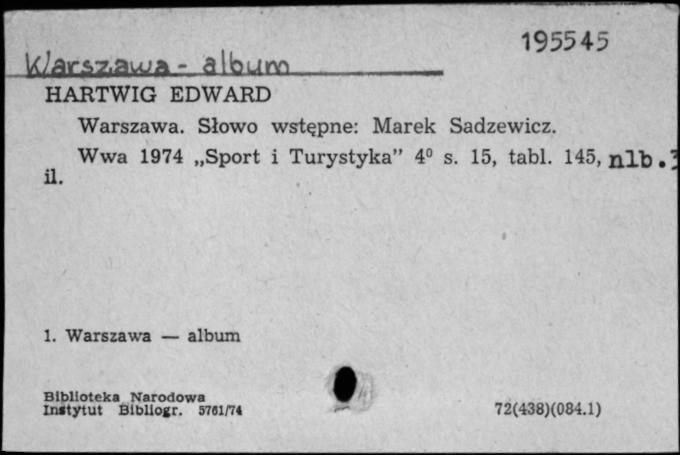 195545
Warszawa - album
HARTWIG EDWARD
Warszawa. Słowo wstępne: Marek Sadzewicz.
Wwa 1974 „Sport i Turystyka” 4⁰ s. 15, tabl. 145, nlb. 3
il.
1. Warszawa — album
Biblioteka Narodowa
Instytut Bibliogr. 5761/74
72(438)(084.1)